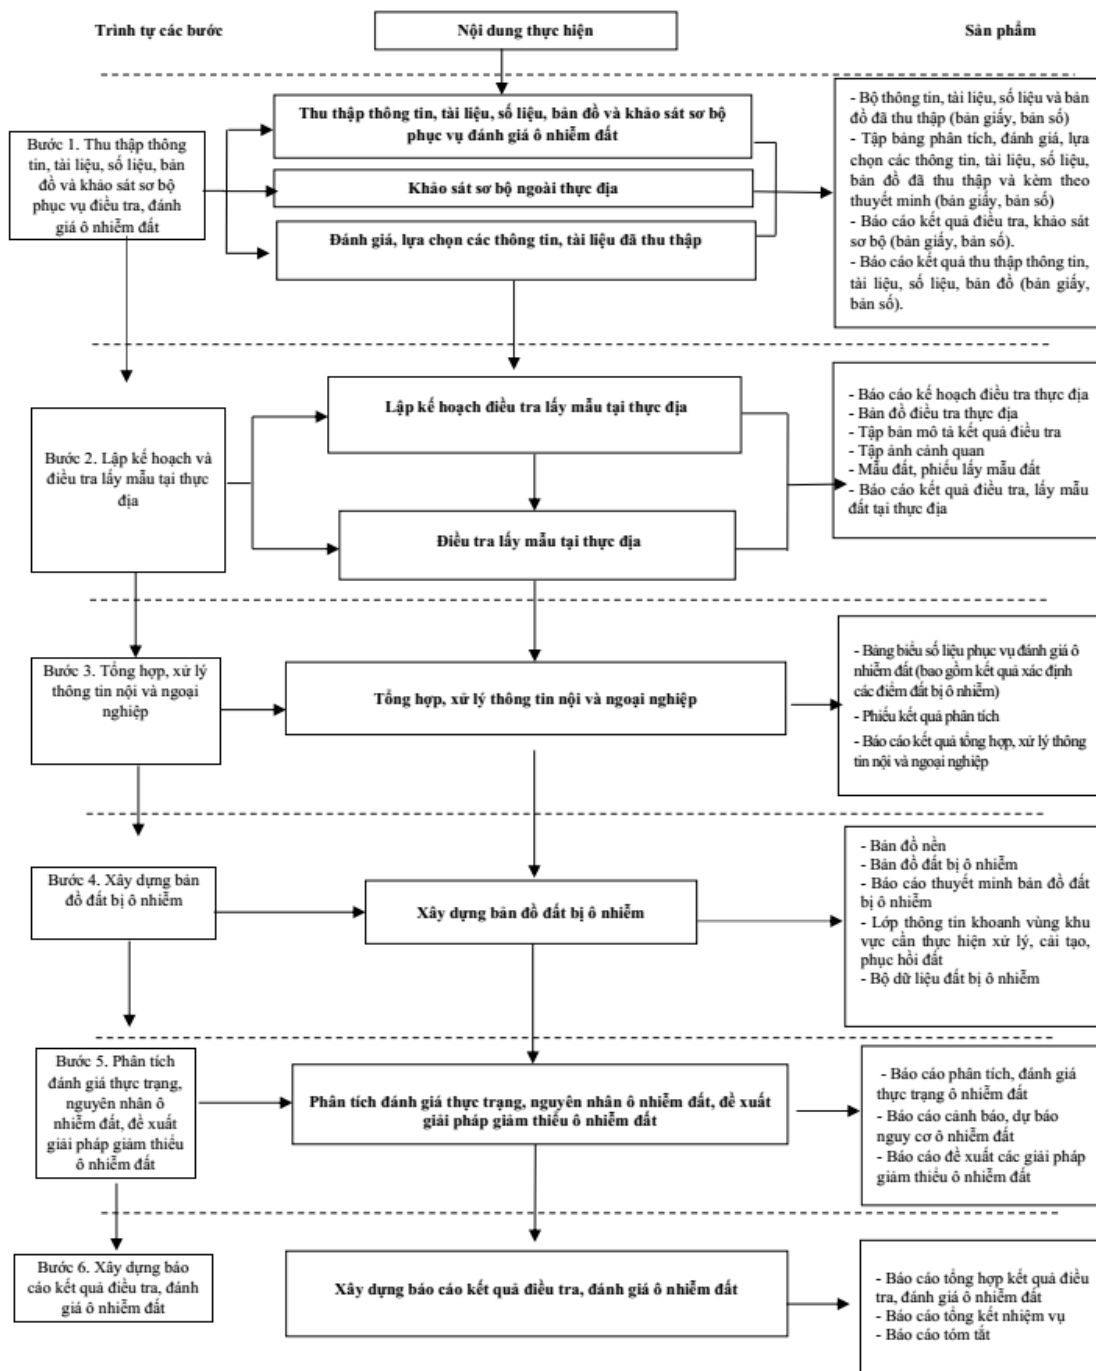 Trình tự các bước
Nội dung thực hiện
Sản phẩm
Bước 1. Thu thập thông
tin, tài liệu, số liệu, bản
đồ và khảo sát sơ bộ
phục vụ điều tra, đánh
giá ô nhiễm đất
Thu thập thông tin, tài liệu, số liệu, bản đồ và khảo sát sơ bộ
phục vụ đánh giá ô nhiễm đất
Khảo sát sơ bộ ngoài thực địa
Đánh giá, lựa chọn các thông tin, tài liệu đã thu thập
- Bộ thông tin, tài liệu, số liệu và bản
đồ đã thu thập (bản giấy, bản số)
- Tập bảng phân tích, đánh giá, lựa
chọn các thông tin, tài liệu, số liệu,
bản đồ đã thu thập và kèm theo
thuyết minh (bản giấy, bản số)
- Báo cáo kết quả điều tra, khảo sát
sơ bộ (bản giấy, bản số).
- Báo cáo kết quả thu thập thông tin,
tài liệu, số liệu, bản đồ (bản giấy,
bản số).
Bước 2. Lập kế hoạch và
điều tra lấy mẫu tại thực
địa
Lập kế hoạch điều tra lấy mẫu tại thực địa
Điều tra lấy mẫu tại thực địa
- Báo cáo kế hoạch điều tra thực địa
- Bản đồ điều tra thực địa
- Tập bản mô tả kết quả điều tra
- Tập ảnh cảnh quan
- Mẫu đất, phiếu lấy mẫu đất
- Báo cáo kết quả điều tra, lấy mẫu
đất tại thực địa
Bước 3. Tổng hợp, xử lý
thông tin nội và ngoại
nghiệp
Tổng hợp, xử lý thông tin nội và ngoại nghiệp
- Bảng biểu số liệu phục vụ đánh giá ô
nhiễm đất (bao gồm kết quả xác định
các điểm đất bị ô nhiễm)
- Phiếu kết quả phân tích
- Báo cáo kết quả tổng hợp, xử lý thông
tin nội và ngoại nghiệp
Bước 4. Xây dựng bản
đồ đất bị ô nhiễm
Xây dựng bản đồ đất bị ô nhiễm
- Bản đồ nền
- Bản đồ đất bị ô nhiễm
- Báo cáo thuyết minh bản đồ đất
bị ô nhiễm
- Lớp thông tin khoanh vùng khu
vực cần thực hiện xử lý, cải tạo,
phục hồi đất
- Bộ dữ liệu đất bị ô nhiễm
Bước 5. Phân tích
đánh giá thực trạng,
nguyên nhân ô
nhiễm đất, đề xuất
giải pháp giảm thiểu
ô nhiễm đất
Phân tích đánh giá thực trạng, nguyên nhân ô nhiễm đất, đề xuất
giải pháp giảm thiểu ô nhiễm đất
- Báo cáo phân tích, đánh giá
thực trạng ô nhiễm đất
- Báo cáo cảnh báo, dự báo
nguy cơ ô nhiễm đất
- Báo cáo đề xuất các giải pháp
giảm thiểu ô nhiễm đất
Bước 6. Xây dựng báo
cáo kết quả điều tra, đánh
giá ô nhiễm đất
Xây dựng báo cáo kết quả điều tra, đánh giá ô nhiễm đất
- Báo cáo tổng hợp kết quả điều
tra, đánh giá ô nhiễm đất
- Báo cáo tổng kết nhiệm vụ
- Báo cáo tóm tắt